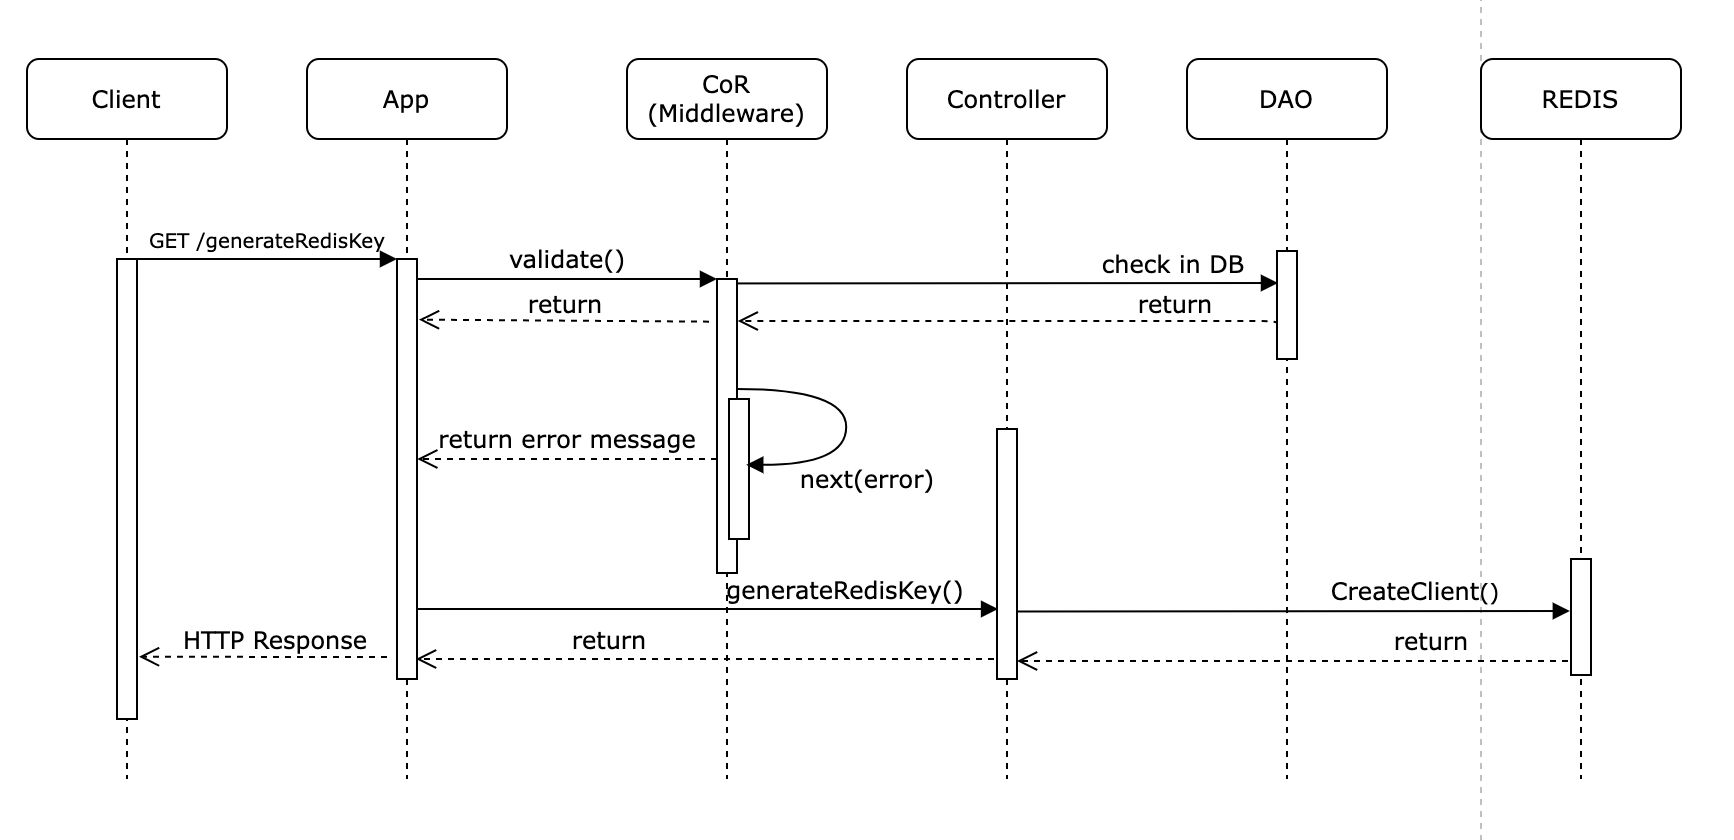 Client
App
CoR
(Middleware)
Controller
DAO
REDIS
GET /generateRedisKey
validate()
check in DB
return
return
return error message
next(error)
generateRedisKey()
CreateClient()
HTTP Response
return
return